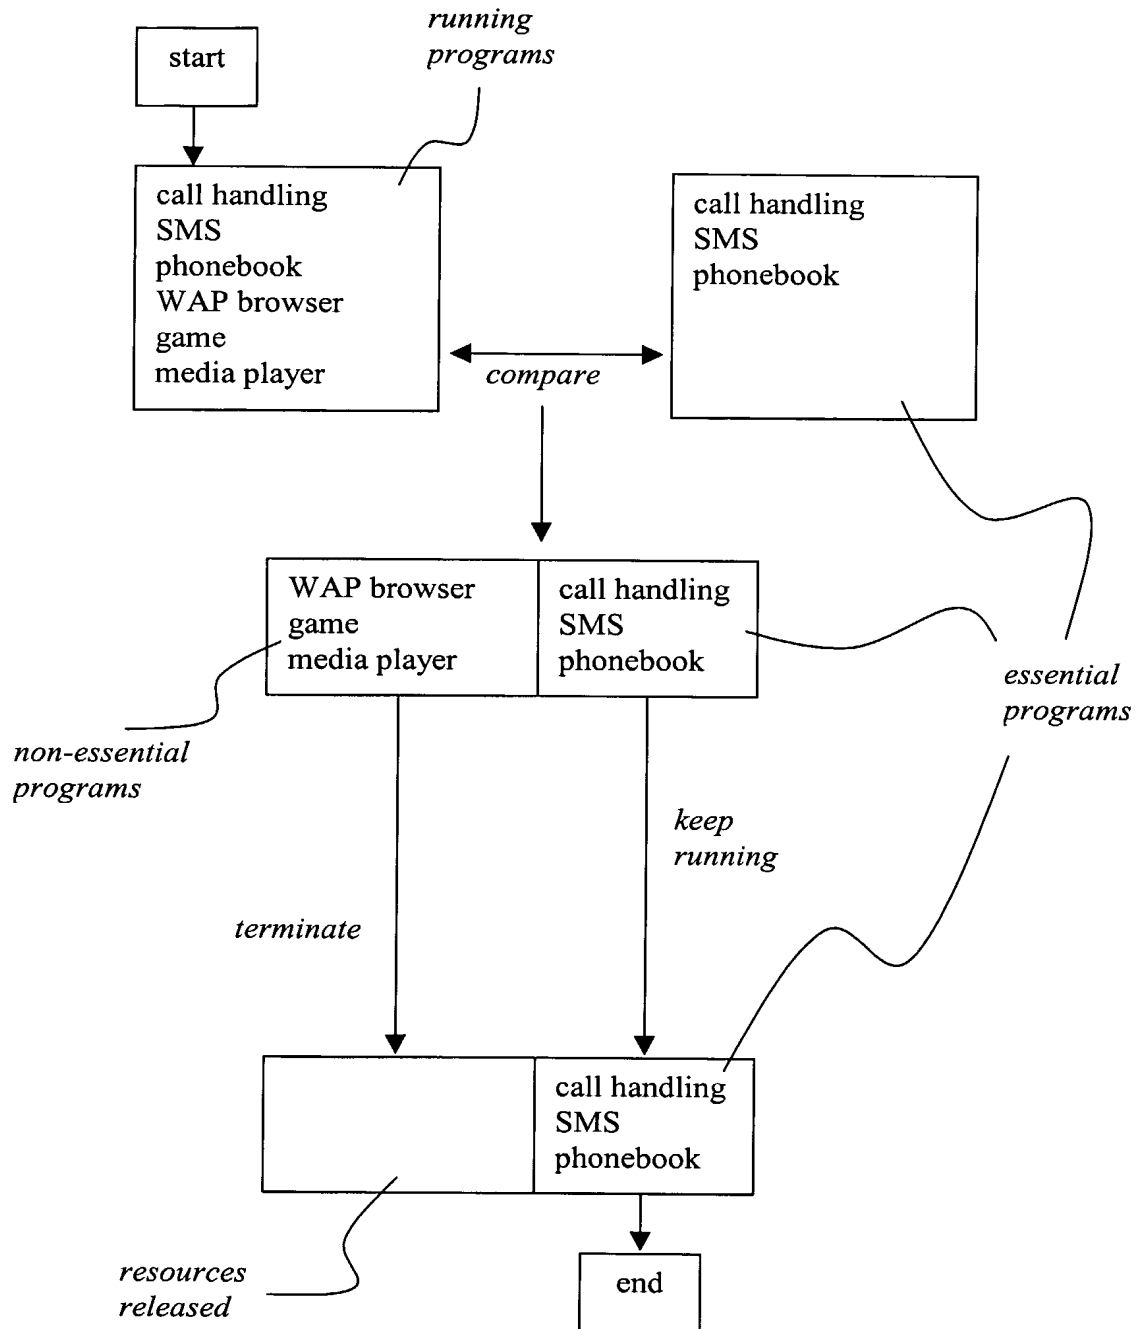 running
programs
start
call handling
SMS
phonebook
WAP browser
game
media player
call handling
SMS
phonebook
compare
WAP browser
game
media player
call handling
SMS
phonebook
essential
programs
non-essential
programs
keep
running
terminate
call handling
SMS
phonebook
resources
released
end